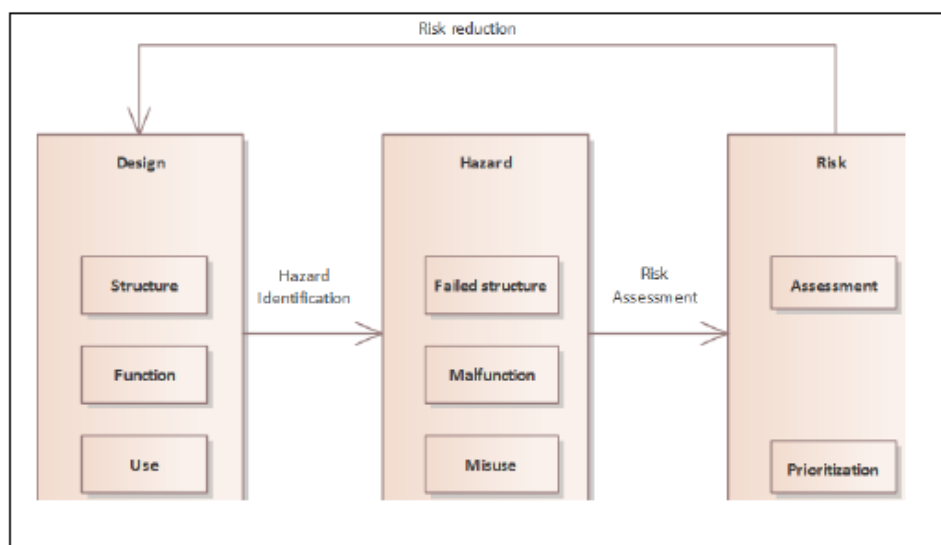 Risk reduction
Design
Hazard
Risk
Structure
Hazard
Identification
Failed structure
Risk
Assessment
Assessment
Function
Malfunction
Use
Misuse
Prioritization